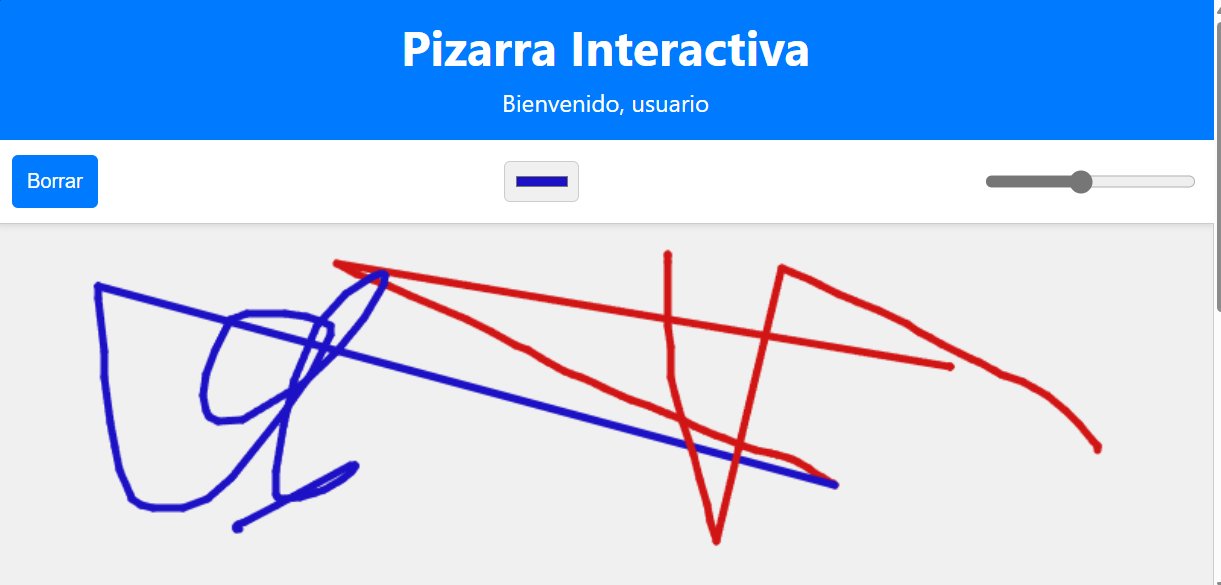 Pizarra Interactiva
Bienvenido, usuario
Borrar